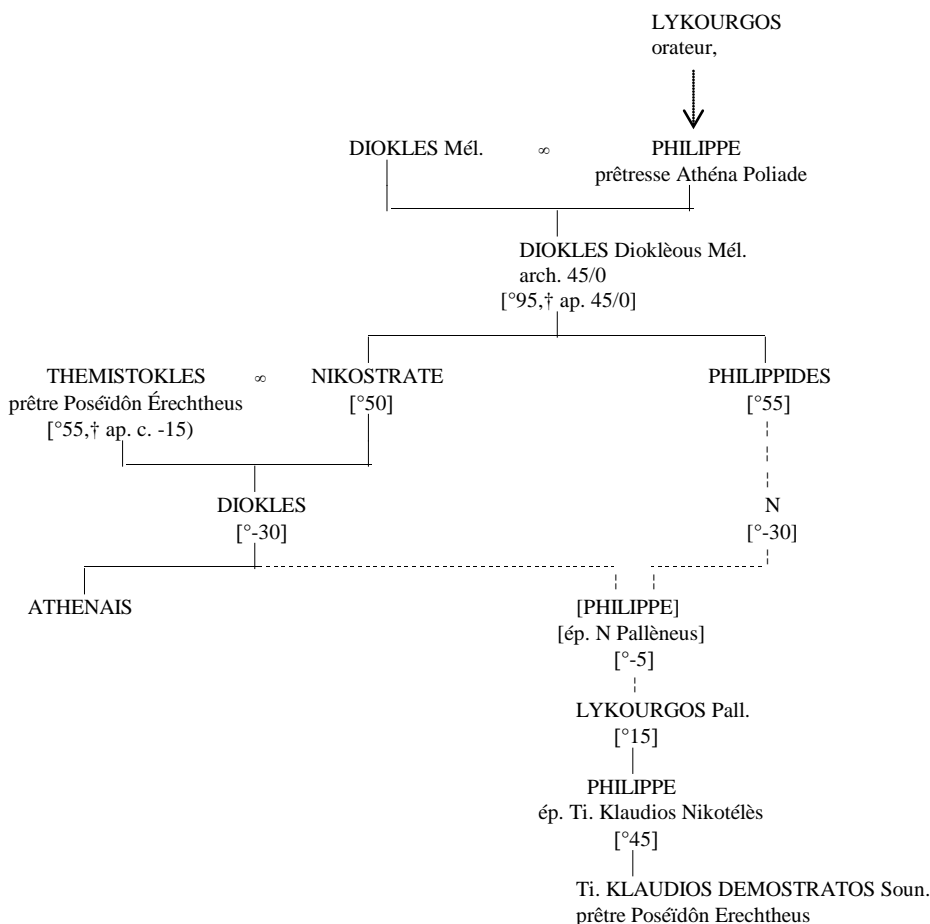 LYKOURGOS
orateur,
DIOKLES Mél. ∞ PHILIPPE
prêtresse Athéna Poliade
DIOKLES Dioklèous Mél.
arch. 45/0
[°95,† ap. 45/0]
THEMISTOKLES ∞ NIKOSTRATE PHILIPPIDES
prêtre Poséïdôn Érechtheus [°50] [°55]
[°55,† ap. c. -15)
DIOKLES N
[°-30] [°-30]
ATHENAIS [PHILIPPE]
[ép. N Pallèneus]
[°-5]
LYKOURGOS Pall.
[°15]
PHILIPPE
ép. Ti. Klaudios Nikotélès
[°45]
Ti. KLAUDIOS DEMOSTRATOS Soun.
prêtre Poséïdôn Erechtheus